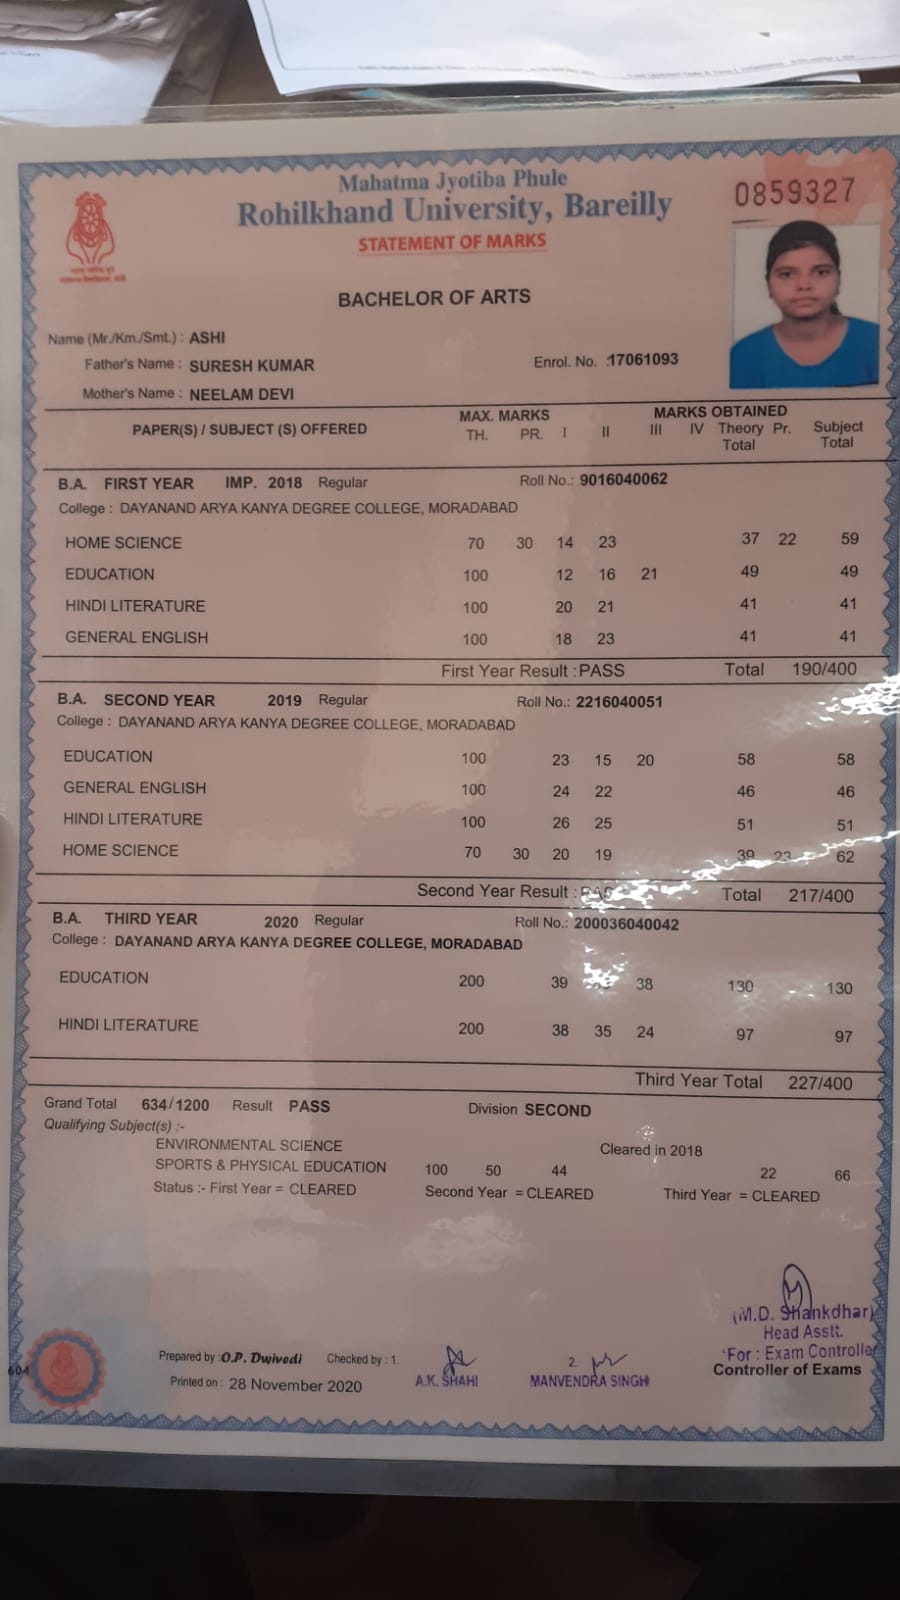 Mahatma Jyotiba Phule
Rohilkhand University, Bareilly
0859327
STATEMENT OF MARKS
BACHELOR OF ARTS
Name (Mr./Km./Smt.) : ASHI
Father's Name : SURESH KUMAR Enrol. No. :17061093
Mother's Name : NEELAM DEVI
PAPER(S) / SUBJECT (S) OFFERED MAX. MARKS MARKS OBTAINED
TH. PR. I II III IV Theory Total Pr. Subject Total
B.A. FIRST YEAR IMP. 2018 Regular Roll No.: 9016040062
College : DAYANAND ARYA KANYA DEGREE COLLEGE, MORADABAD
HOME SCIENCE 70 30 14 23 37 22 59
EDUCATION 100 12 16 21 49 49
HINDI LITERATURE 100 20 21 41 41
GENERAL ENGLISH 100 18 23 41 41
First Year Result :PASS Total 190/400
B.A. SECOND YEAR 2019 Regular Roll No.: 2216040051
College : DAYANAND ARYA KANYA DEGREE COLLEGE, MORADABAD
EDUCATION 100 23 15 20 58 58
GENERAL ENGLISH 100 24 22 46 46
HINDI LITERATURE 100 26 25 51 51
HOME SCIENCE 70 30 20 19 39 23 62
Second Year Result : Total 217/400
B.A. THIRD YEAR 2020 Regular Roll No.: 200036040042
College : DAYANAND ARYA KANYA DEGREE COLLEGE, MORADABAD
EDUCATION 200 39 38 130 130
HINDI LITERATURE 200 38 35 24 97 97
Third Year Total 227/400
Grand Total 634/1200 Result PASS Division SECOND
Qualifying Subject(s) :-
ENVIRONMENTAL SCIENCE Cleared in 2018
SPORTS & PHYSICAL EDUCATION 100 50 44 22 66
Status :- First Year = CLEARED Second Year = CLEARED Third Year = CLEARED
(M.D. Shankdhar)
Head Asstt.
For : Exam Controller
Controller of Exams
604
Prepared by : O.P. Dwivedi Checked by : 1. 2.
Printed on : 28 November 2020 A.K. SHAHI MANVENDRA SINGH